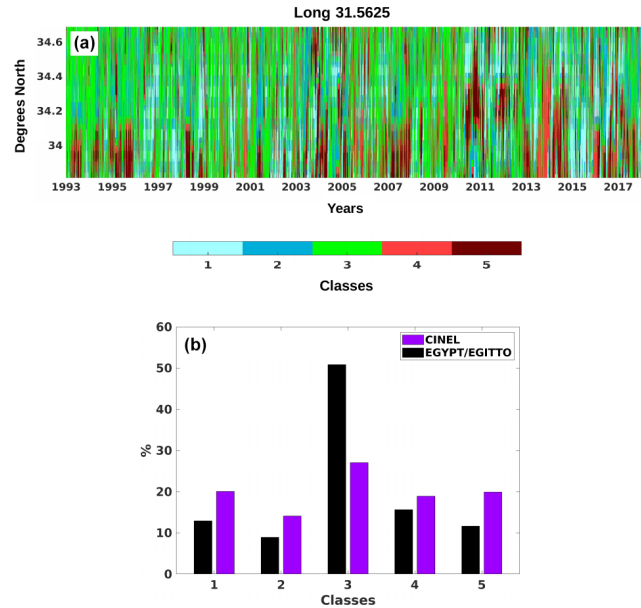 Long 31.5625
(a)
Degrees North
34.6
34.4
34.2
34
1993 1995 1997 1999 2001 2003 2005 2007 2009 2011 2013 2015 2017
Years
1 2 3 4 5
Classes
(b)
CINEL
EGYPT/EGITTO
%
60
50
40
30
20
10
0
1 2 3 4 5
Classes